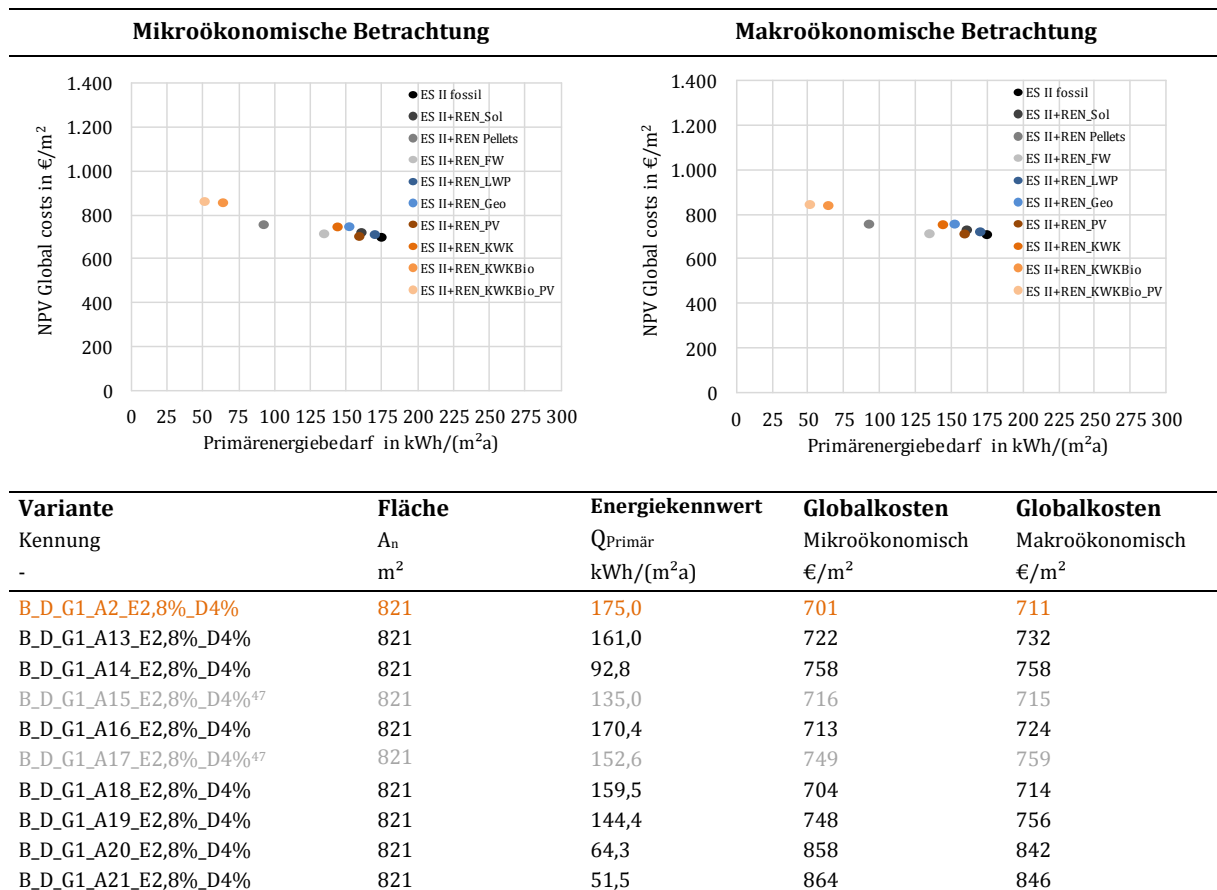 Mikroökonomische Betrachtung
Makroökonomische Betrachtung
NPV Global costs in €/m²
1.400
1.200
1.000
800
600
400
200
0
0 25 50 75 100 125 150 175 200 225 250 275 300
Primärenergiebedarf in kWh/(m²a)
ES II fossil
ES II+REN_Sol
ES II+REN Pellets
ES II+REN_FW
ES II+REN_LWP
ES II+REN_Geo
ES II+REN_PV
ES II+REN_KWK
ES II+REN_KWKBio
ES II+REN_KWKBio_PV
NPV Global costs in €/m²
1.400
1.200
1.000
800
600
400
200
0
0 25 50 75 100 125 150 175 200 225 250 275 300
Primärenergiebedarf in kWh/(m²a)
ES II fossil
ES II+REN_Sol
ES II+REN Pellets
ES II+REN_FW
ES II+REN_LWP
ES II+REN_Geo
ES II+REN_PV
ES II+REN_KWK
ES II+REN_KWKBio
ES II+REN_KWKBio_PV
Variante Fläche Energiekennwert Globalkosten Globalkosten
Kennung Aₙ QPrimär Mikroökonomisch Makroökonomisch
- m² kWh/(m²a) €/m² €/m²
B_D_G1_A2_E2,8%_D4% 821 175,0 701 711
B_D_G1_A13_E2,8%_D4% 821 161,0 722 732
B_D_G1_A14_E2,8%_D4% 821 92,8 758 758
B_D_G1_A15_E2,8%_D4%⁴⁷ 821 135,0 716 715
B_D_G1_A16_E2,8%_D4% 821 170,4 713 724
B_D_G1_A17_E2,8%_D4%⁴⁷ 821 152,6 749 759
B_D_G1_A18_E2,8%_D4% 821 159,5 704 714
B_D_G1_A19_E2,8%_D4% 821 144,4 748 756
B_D_G1_A20_E2,8%_D4% 821 64,3 858 842
B_D_G1_A21_E2,8%_D4% 821 51,5 864 846